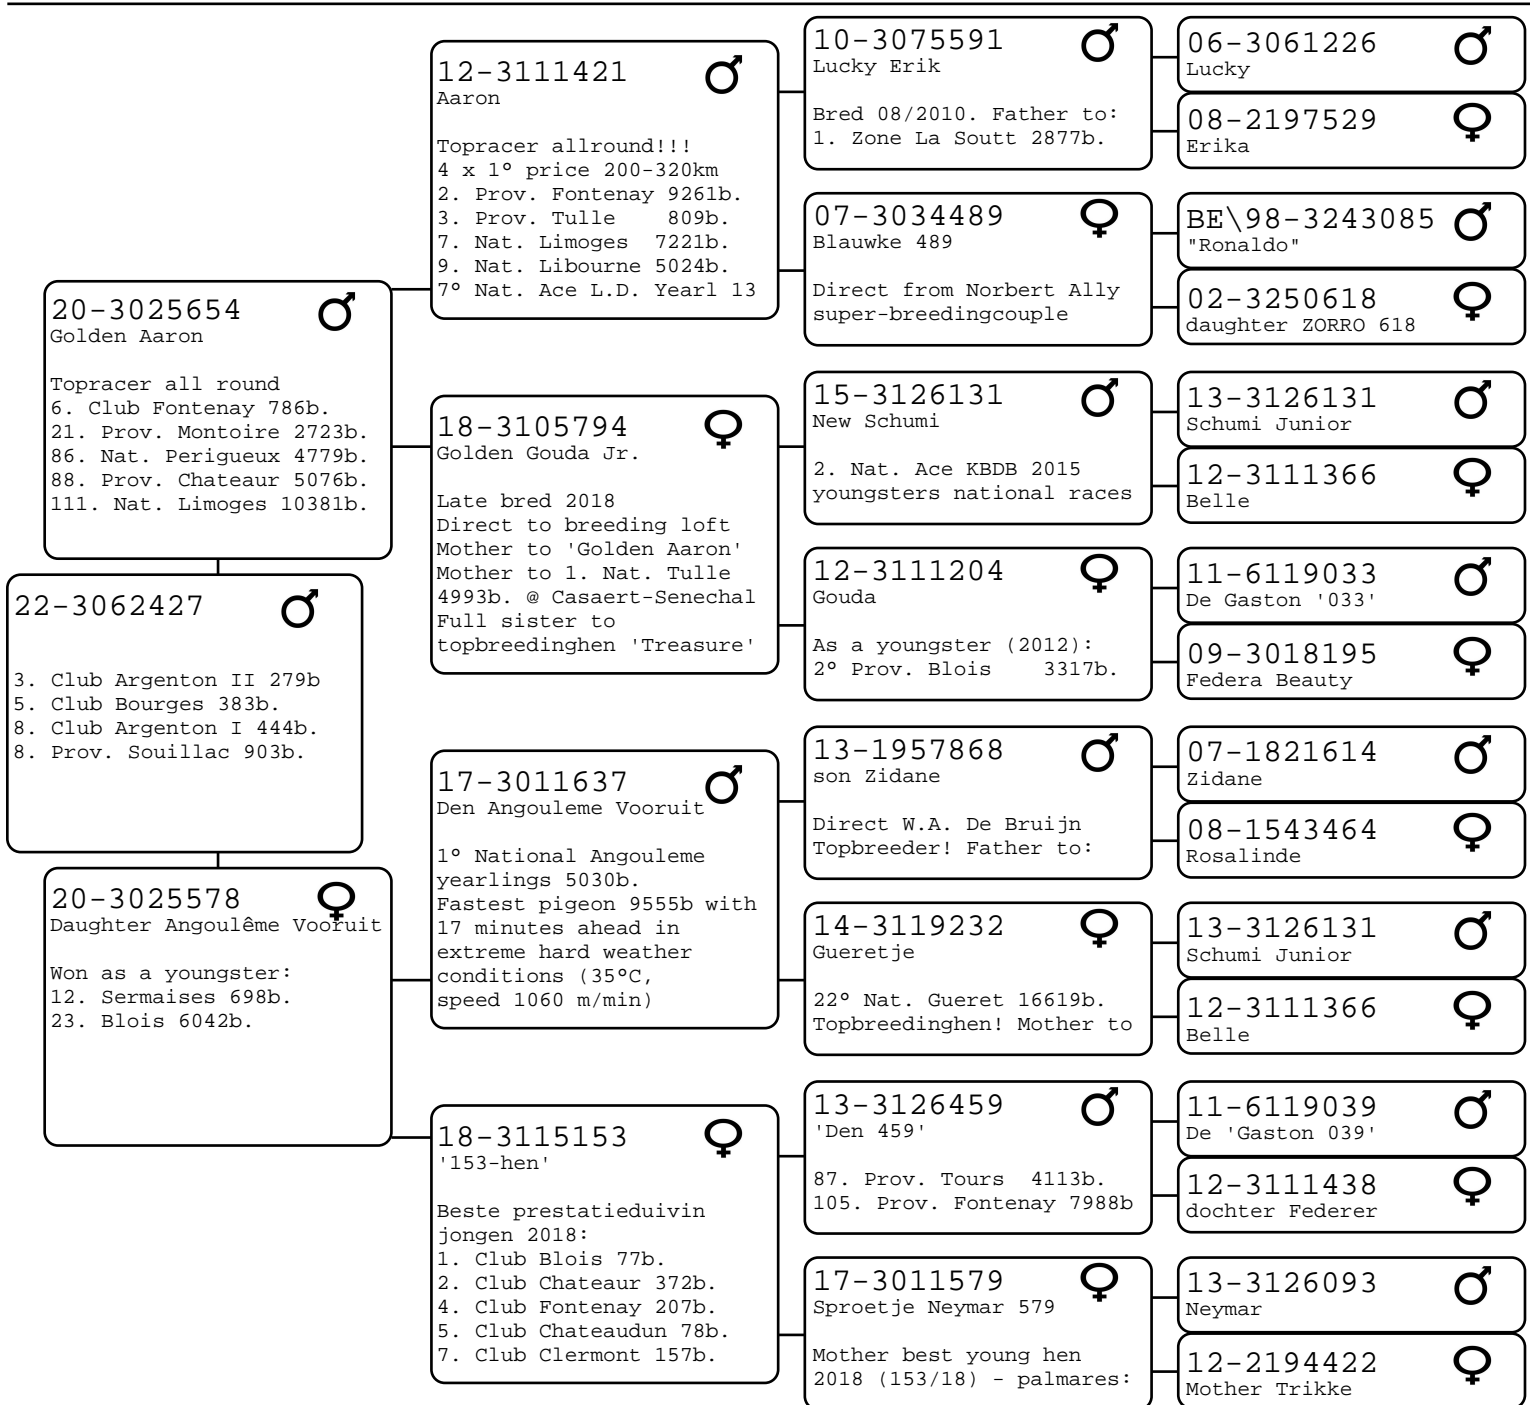 22-3062427
3. Club Argenton II 279b
5. Club Bourges 383b.
8. Club Argenton I 444b.
8. Prov. Souillac 903b.
20-3025654
Golden Aaron
Topracer all round
6. Club Fontenay 786b.
21. Prov. Montoire 2723b.
86. Nat. Perigueux 4779b.
88. Prov. Chateaur 5076b.
111. Nat. Limoges 10381b.
20-3025578
Daughter Angoulême Vooruit
Won as a youngster:
12. Sermaises 698b.
23. Blois 6042b.
12-3111421
Aaron
Topracer allround!!!
4 x 1° price 200-320km
2. Prov. Fontenay 9261b.
3. Prov. Tulle 809b.
7. Nat. Limoges 7221b.
9. Nat. Libourne 5024b.
7° Nat. Ace L.D. Yearl 13
18-3105794
Golden Gouda Jr.
Late bred 2018
Direct to breeding loft
Mother to 'Golden Aaron'
Mother to 1. Nat. Tulle
4993b. @ Casaert-Senechal
Full sister to
topbreedinghen 'Treasure'
17-3011637
Den Angouleme Vooruit
1° National Angouleme
yearlings 5030b.
Fastest pigeon 9555b with
17 minutes ahead in
extreme hard weather
conditions (35°C,
speed 1060 m/min)
18-3115153
'153-hen'
Beste prestatieduivin
jongen 2018:
1. Club Blois 77b.
2. Club Chateaur 372b.
4. Club Fontenay 207b.
5. Club Chateaudun 78b.
7. Club Clermont 157b.
10-3075591
Lucky Erik
Bred 08/2010. Father to:
1. Zone La Soutt 2877b.
07-3034489
Blauwke 489
Direct from Norbert Ally
super-breedingcouple
15-3126131
New Schumi
2. Nat. Ace KBDB 2015
youngsters national races
12-3111204
Gouda
As a youngster (2012):
2° Prov. Blois 3317b.
13-1957868
son Zidane
Direct W.A. De Bruijn
Topbreeder! Father to:
14-3119232
Gueretje
22° Nat. Gueret 16619b.
Topbreedinghen! Mother to
13-3126459
'Den 459'
87. Prov. Tours 4113b.
105. Prov. Fontenay 7988b
17-3011579
Sproetje Neymar 579
Mother best young hen
2018 (153/18) - palmares:
06-3061226
Lucky
08-2197529
Erika
BE\98-3243085
"Ronaldo"
02-3250618
daughter ZORRO 618
13-3126131
Schumi Junior
12-3111366
Belle
11-6119033
De Gaston '033'
09-3018195
Federa Beauty
07-1821614
Zidane
08-1543464
Rosalinde
13-3126131
Schumi Junior
12-3111366
Belle
11-6119039
De 'Gaston 039'
12-3111438
dochter Federer
13-3126093
Neymar
12-2194422
Mother Trikke